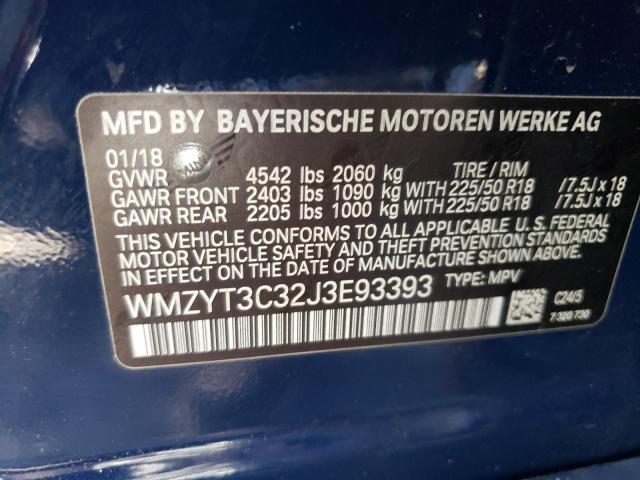 MFD BY BAYERISCHE MOTOREN WERKE AG
01/18
GVWR 4542 lbs 2060 kg TIRE / RIM
GAWR FRONT 2403 lbs 1090 kg WITH 225/50 R18 /7.5J x 18
GAWR REAR 2205 lbs 1000 kg WITH 225/50 R18 /7.5J x 18
THIS VEHICLE CONFORMS TO ALL APPLICABLE U. S. FEDERAL
MOTOR VEHICLE SAFETY AND THEFT PREVENTION STANDARDS
IN EFFECT ON THE DATE OF MANUFACTURE SHOWN ABOVE.
WMZYT3C32J3E93393 TYPE: MPV
C24/5
7 320 730